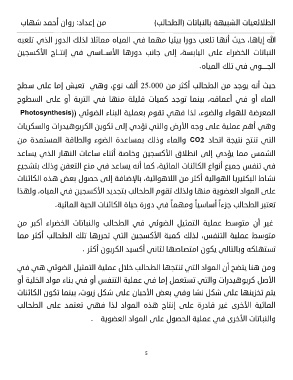 الطلائعيات الشبيهة بالنباتات (الطحالب) من إعداد: روان أحمد شهاب
الله إياها، حيث أنها تلعب دورا بيئيا مهما في المياه مماثلا لذلك الدور الذي تلعبه
النباتات الخضراء على اليابسة، إلى جانب دورها الأساسي في إنتاج الأكسجين
الجوي في تلك المياه.
حيث أنه يوجد من الطحالب أكثر من 25.000 ألف نوع، وهي تعيش إما على سطح
الماء أو في أعماقه، بينما توجد كميات قليلة منها في التربة أو على السطوح
المعرضة للهواء والضوء، لذا فهي تقوم بعملية البناء الضوئي ((Photosynthesis
وهي أهم عملية على وجه الأرض والتي تؤدي إلى تكوين الكربوهيدرات والسكريات
التي تنتج نتيجة اتحاد CO2 والماء وذلك بمساعدة الضوء والطاقة المستمدة من
الشمس مما يؤدي إلى انطلاق الأكسجين وخاصة أثناء ساعات النهار الذي يساعد
في تنفس جميع أنواع الكائنات المائية، كما أنه يساعد في منع التعفن وذلك بتشجيع
نشاط البكتيريا الهوائية أكثر من اللاهوائية، بالإضافة إلى حصول بعض هذه الكائنات
على المواد العضوية منها ولذلك تقوم الطحالب بتجديد الأكسجين في المياه، ولهذا
تعتبر الطحالب جزءاً أساسياً ومهماً في دورة حياة الكائنات الحية المائية.
غير أن متوسط عملية التمثيل الضوئي في الطحالب والنباتات الخضراء أكبر من
متوسط عملية التنفس، لذلك كمية الأكسجين التي تحررها تلك الطحالب أكثر مما
تستهلكه وبالتالي يكون امتصاصها لثاني أكسيد الكربون أكثر .
ومن هنا يتضح أن المواد التي تنتجها الطحالب خلال عملية التمثيل الضوئي هي في
الأصل كربوهيدرات والتي تستعمل إما في عملية التنفس أو في بناء مواد الخلية أو
يتم تخزينها على شكل نشا وفي بعض الأحيان على شكل زيوت، بينما تكون الكائنات
المائية الأخرى غير قادرة على إنتاج هذه المواد لذا فهي تعتمد على الطحالب
والنباتات الأخرى في عملية الحصول على المواد العضوية .